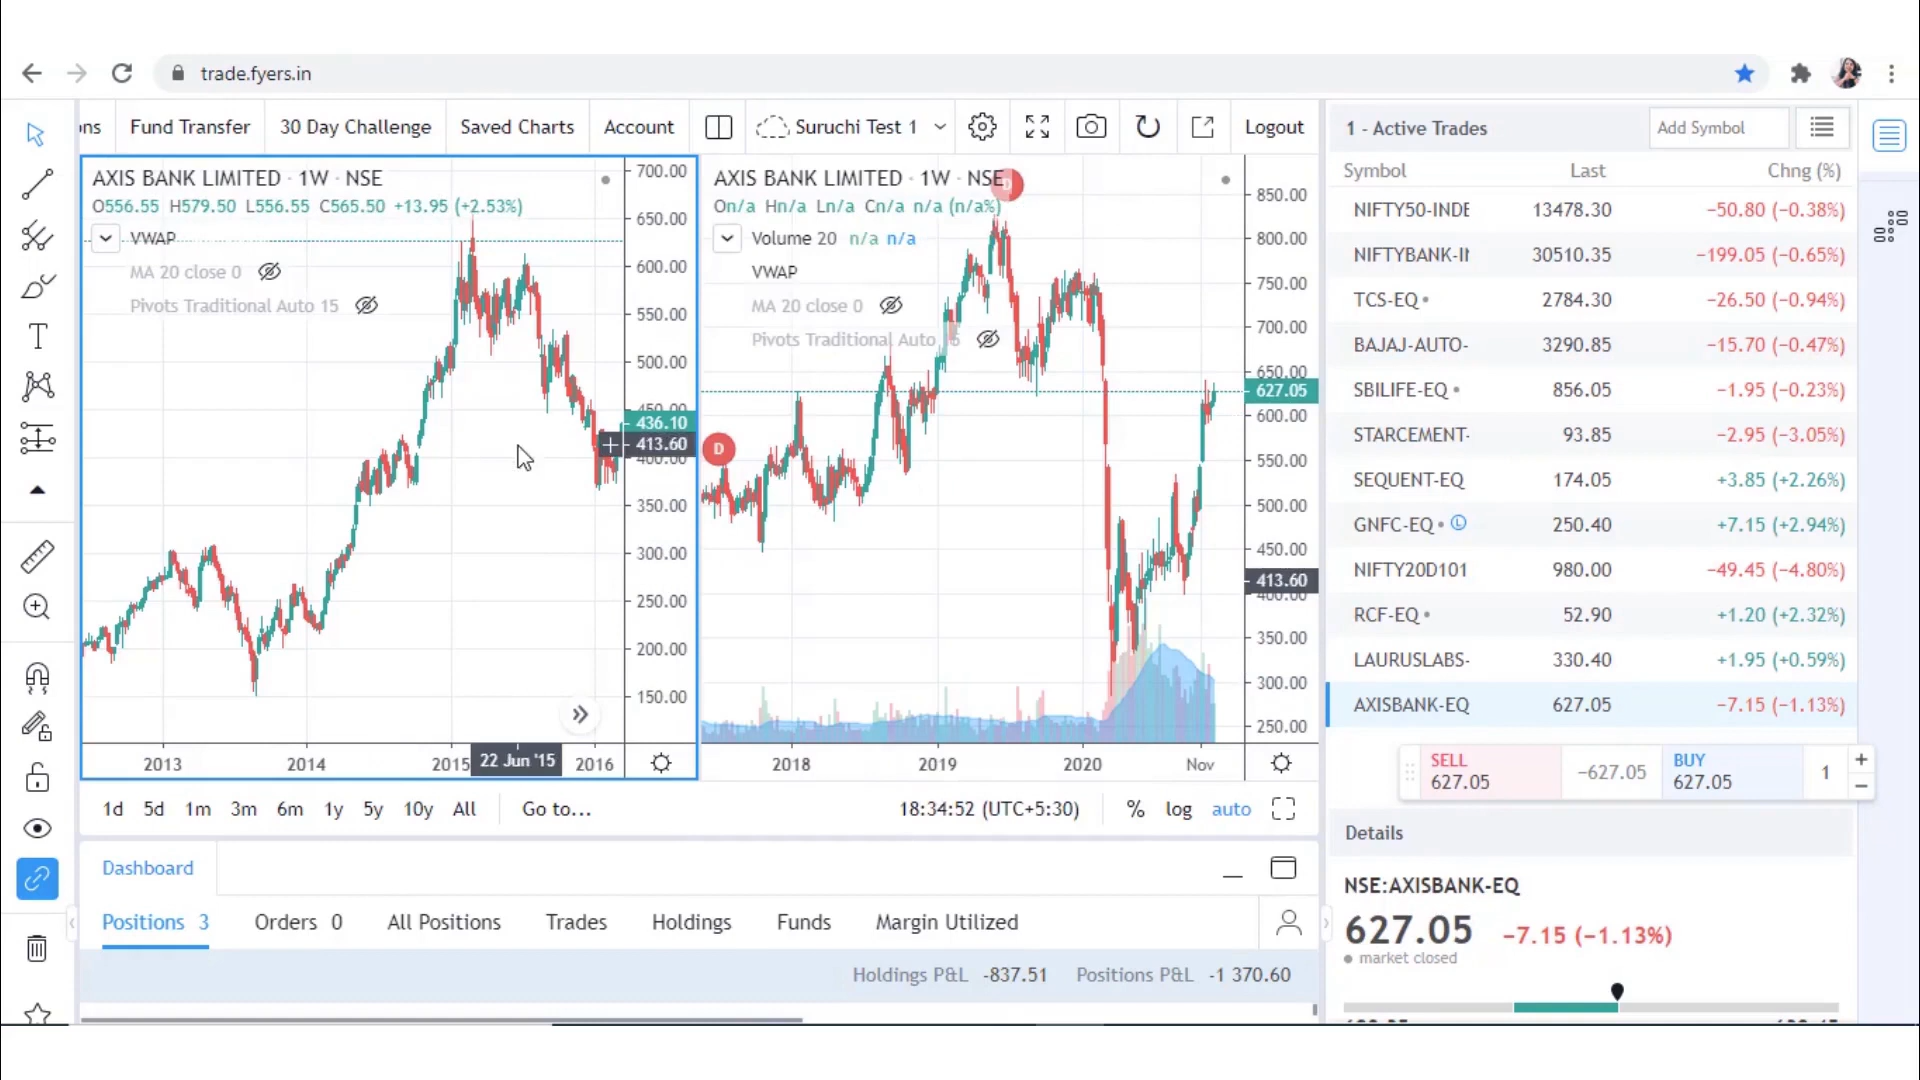 trade.fyers.in
ns
Fund Transfer
30 Day Challenge
Saved Charts
Account
Suruchi Test 1
Logout
AXIS BANK LIMITED · 1W · NSE
O556.55 H579.50 L556.55 C565.50 +13.95 (+2.53%)
VWAP
MA 20 close 0
Pivots Traditional Auto 15
700.00
650.00
600.00
550.00
500.00
450.00
436.10
413.60
400.00
350.00
300.00
250.00
200.00
150.00
2013
2014
2015
22 Jun '15
2016
AXIS BANK LIMITED · 1W · NSE
On/a Hn/a Ln/a Cn/a n/a (n/a%)
Volume 20 n/a n/a
VWAP
MA 20 close 0
Pivots Traditional Auto
D
850.00
800.00
750.00
700.00
650.00
627.05
600.00
550.00
500.00
450.00
413.60
400.00
350.00
300.00
250.00
2018
2019
2020
Nov
1d 5d 1m 3m 6m 1y 5y 10y All
Go to...
18:34:52 (UTC+5:30)
% log auto
Dashboard
Positions 3
Orders 0
All Positions
Trades
Holdings
Funds
Margin Utilized
Holdings P&L -837.51 Positions P&L -1 370.60
1 - Active Trades
Add Symbol
Symbol Last Chng (%)
NIFTY50-INDE 13478.30 −50.80 (−0.38%)
NIFTYBANK-IN 30510.35 −199.05 (−0.65%)
TCS-EQ 2784.30 −26.50 (−0.94%)
BAJAJ-AUTO- 3290.85 −15.70 (−0.47%)
SBILIFE-EQ 856.05 −1.95 (−0.23%)
STARCEMENT- 93.85 −2.95 (−3.05%)
SEQUENT-EQ 174.05 +3.85 (+2.26%)
GNFC-EQ L 250.40 +7.15 (+2.94%)
NIFTY20D101 980.00 −49.45 (−4.80%)
RCF-EQ 52.90 +1.20 (+2.32%)
LAURUSLABS- 330.40 +1.95 (+0.59%)
AXISBANK-EQ 627.05 −7.15 (−1.13%)
SELL
627.05
−627.05
BUY
627.05
1
+
−
Details
NSE:AXISBANK-EQ
627.05 −7.15 (−1.13%)
market closed